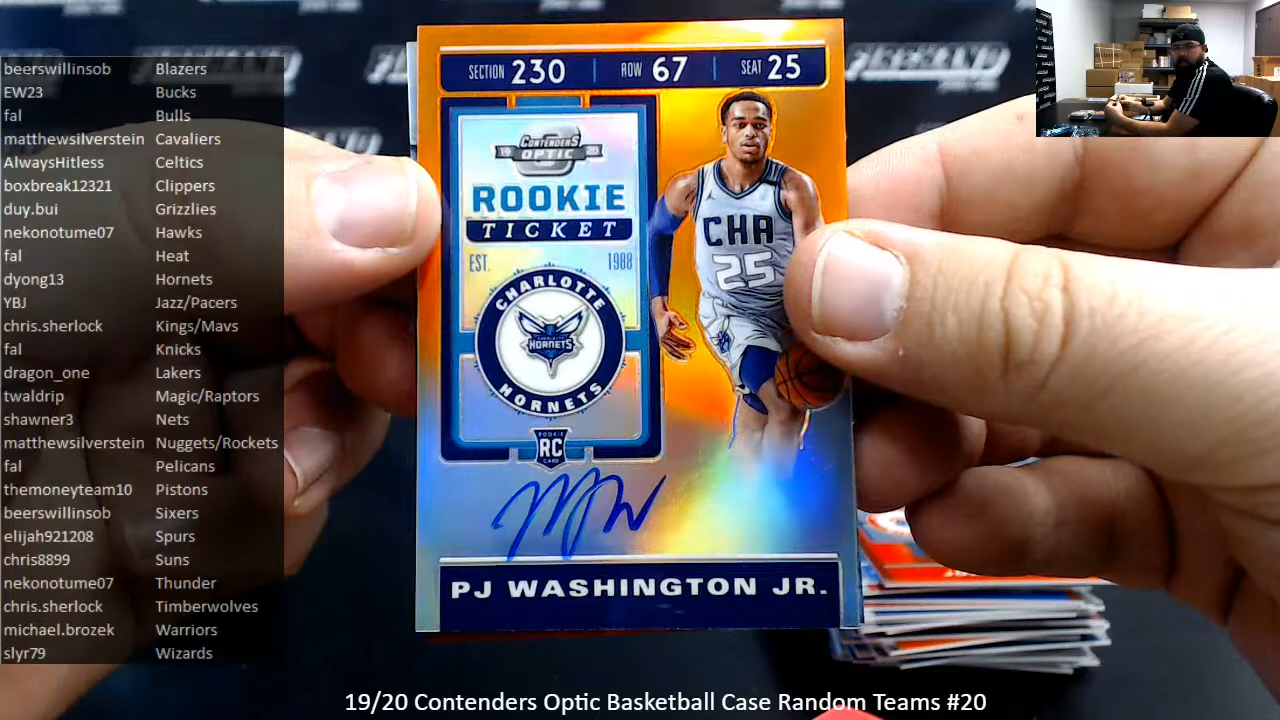 beerswillinsob Blazers
EW23 Bucks
fal Bulls
matthewsilverstein Cavaliers
AlwaysHitless Celtics
boxbreak12321 Clippers
duy.bui Grizzlies
nekonotume07 Hawks
fal Heat
dyong13 Hornets
YBJ Jazz/Pacers
chris.sherlock Kings/Mavs
fal Knicks
dragon_one Lakers
twaldrip Magic/Raptors
shawner3 Nets
matthewsilverstein Nuggets/Rockets
fal Pelicans
themoneyteam10 Pistons
beerswillinsob Sixers
elijah921208 Spurs
chris8899 Suns
nekonotume07 Thunder
chris.sherlock Timberwolves
michael.brozek Warriors
slyr79 Wizards
SECTION 230 ROW 67 SEAT 25
CONTENDERS
19 OPTIC 20
ROOKIE
TICKET
EST. 1988
CHARLOTTE
HORNETS
HORNETS
ROOKIE
RC
CARD
CHA
25
PJ WASHINGTON JR.
19/20 Contenders Optic Basketball Case Random Teams #20